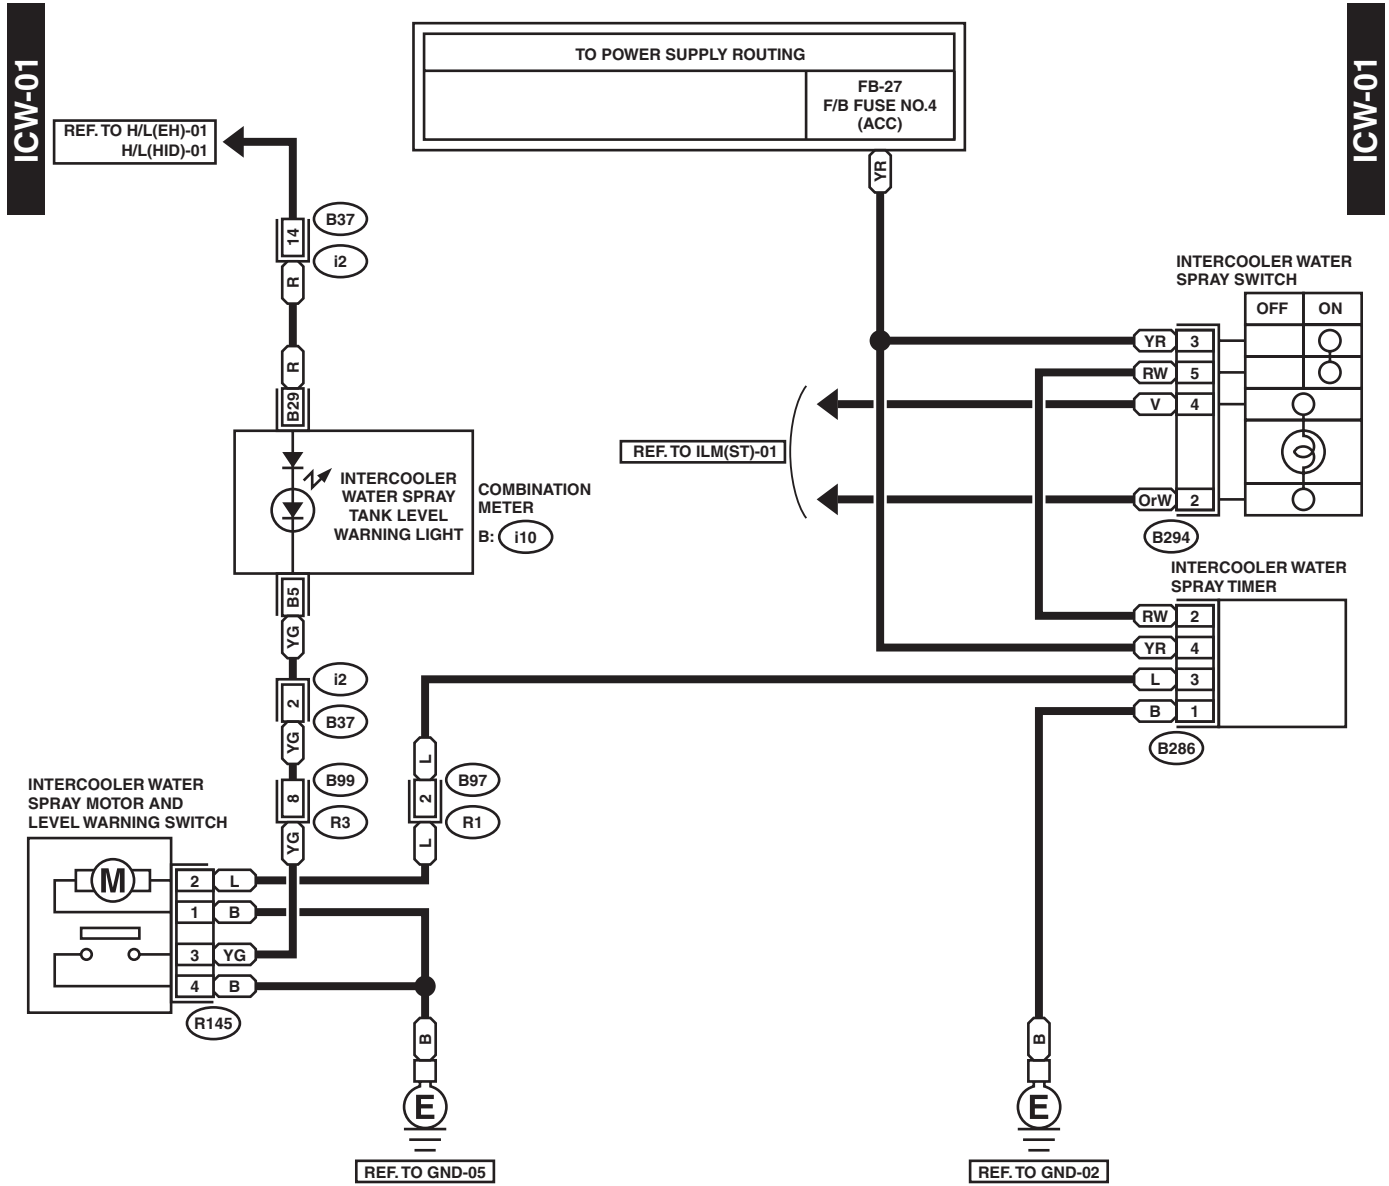 ICW-01
ICW-01
TO POWER SUPPLY ROUTING
FB-27
F/B FUSE NO.4
(ACC)
YR
REF. TO H/L(EH)-01
H/L(HID)-01
14
B37
i2
R
R
B29
INTERCOOLER
WATER SPRAY
TANK LEVEL
WARNING LIGHT
COMBINATION
METER
B: i10
B5
YG
i2
2
B37
YG
B99
8
R3
YG
L
B97
2
R1
L
INTERCOOLER WATER
SPRAY SWITCH
OFF ON
YR 3
RW 5
V 4
OrW 2
B294
REF. TO ILM(ST)-01
INTERCOOLER WATER
SPRAY TIMER
RW 2
YR 4
L 3
B 1
B286
INTERCOOLER WATER
SPRAY MOTOR AND
LEVEL WARNING SWITCH
M
2 L
1 B
3 YG
4 B
R145
B
E
REF. TO GND-05
B
E
REF. TO GND-02